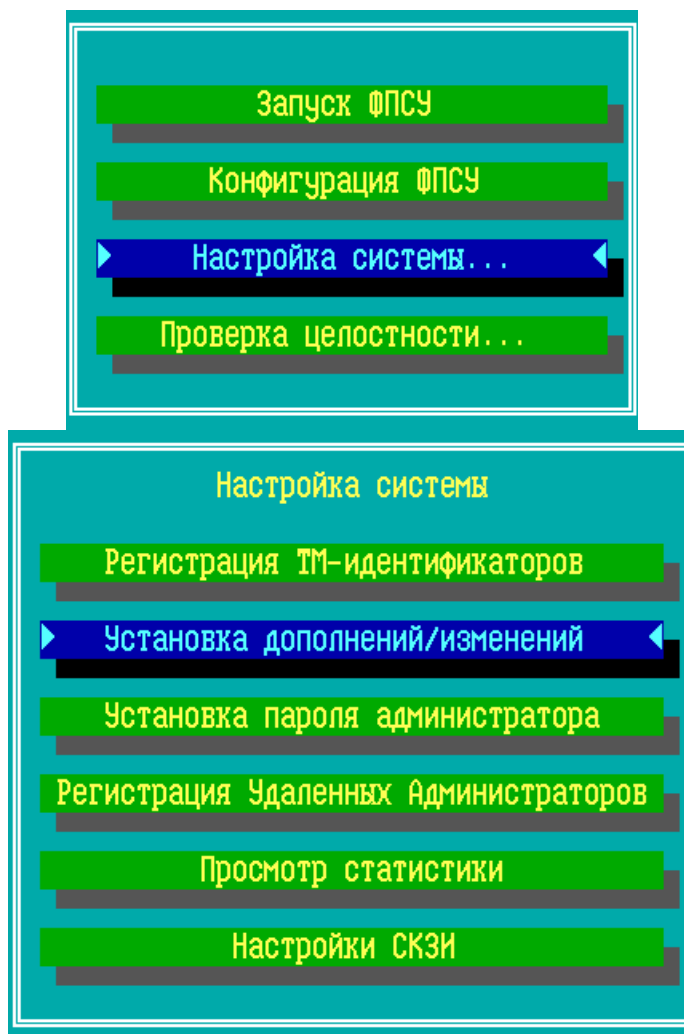 Запуск ФПСУ
Конфигурация ФПСУ
Настройка системы...
Проверка целостности...
Настройка системы
Регистрация ТМ-идентификаторов
Установка дополнений/изменений
Установка пароля администратора
Регистрация Удаленных Администраторов
Просмотр статистики
Настройки СКЗИ